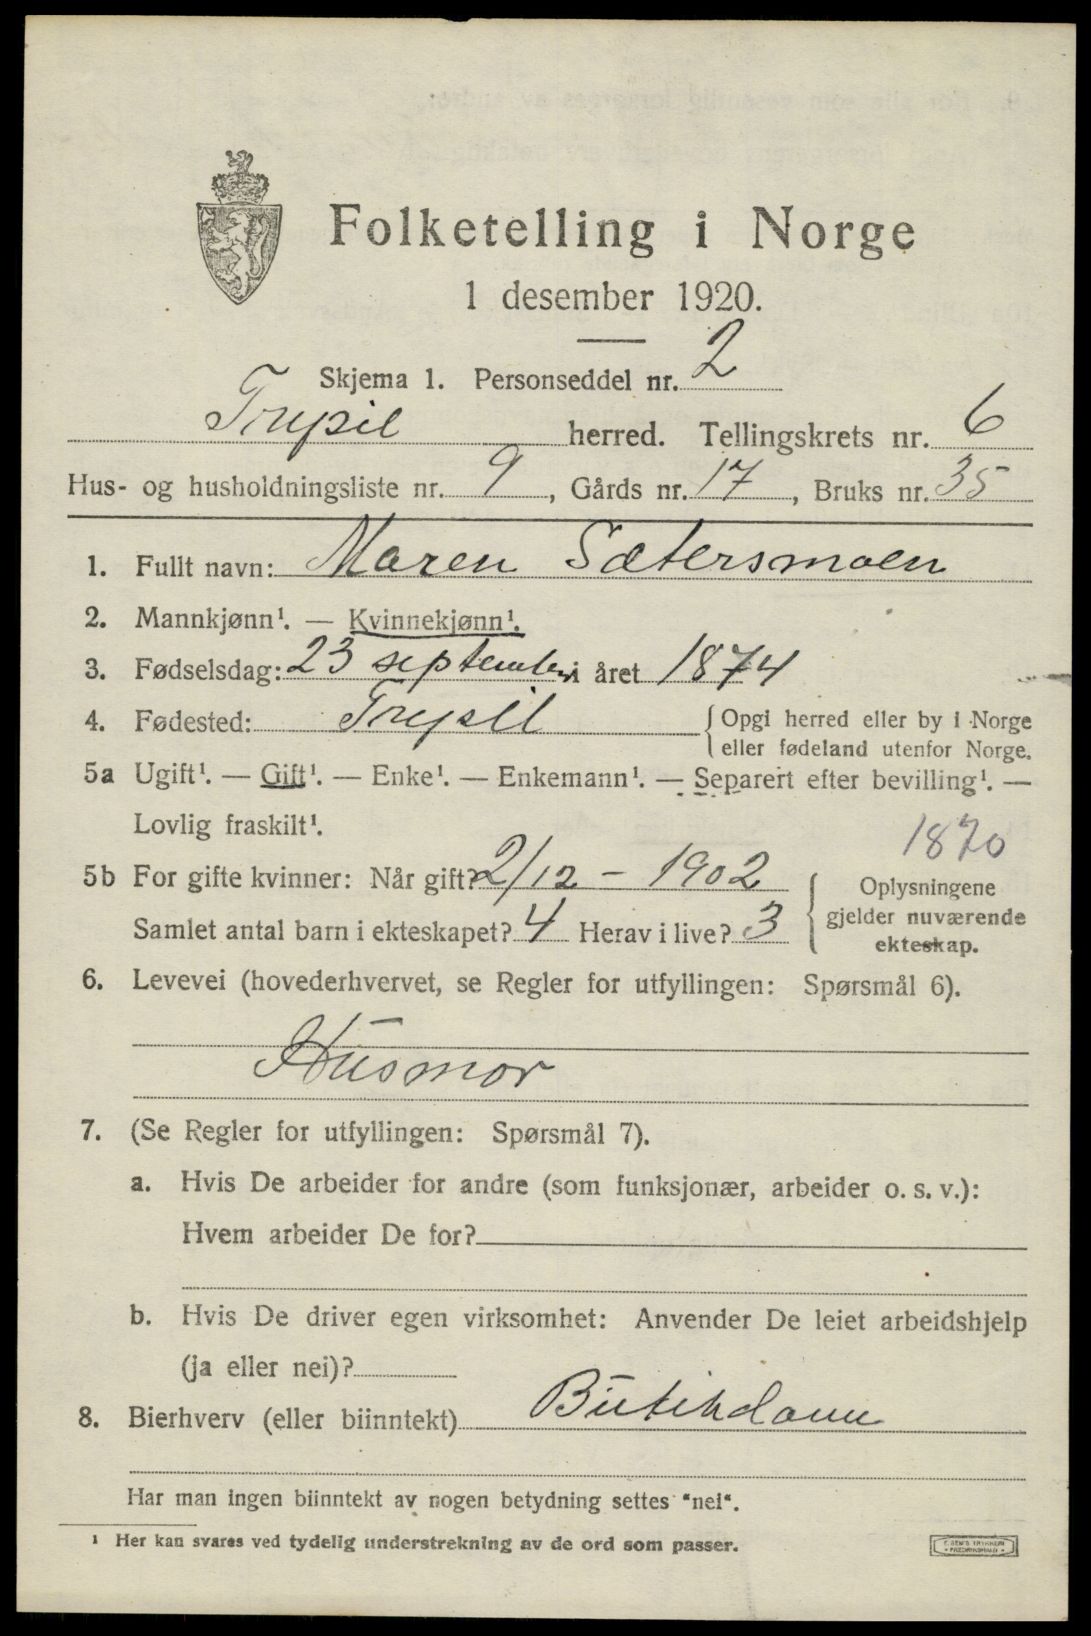 Folketelling i Norge
1 desember 1920.
Skjema 1. Personseddel nr. 2
Trysil herred. Tellingskrets nr. 6
Hus- og husholdningsliste nr. 9, Gårds nr. 17, Bruks nr. 35
1. Fullt navn: Maren Sætersmoen
2. Mannkjønn¹. — Kvinnekjønn¹.
3. Fødselsdag: 23 september i året 1874
4. Fødested: Trysil {Opgi herred eller by i Norge
eller fødeland utenfor Norge.
5a Ugift¹. — Gift¹. — Enke¹. — Enkemann¹. — Separert efter bevilling¹. —
Lovlig fraskilt¹.
1870
5b For gifte kvinner: Når gift? 2/12 - 1902 { Oplysningene
gjelder nuværende
Samlet antal barn i ekteskapet? 4 Herav i live? 3
ekteskap.
6. Levevei (hovederhvervet, se Regler for utfyllingen: Spørsmål 6).
Husmor
7. (Se Regler for utfyllingen: Spørsmål 7).
a. Hvis De arbeider for andre (som funksjonær, arbeider o. s. v.):
Hvem arbeider De for?
b. Hvis De driver egen virksomhet: Anvender De leiet arbeidshjelp
(ja eller nei)?
8. Bierhverv (eller biinntekt) Butikdame
Har man ingen biinntekt av nogen betydning settes "nei".
¹ Her kan svares ved tydelig understrekning av de ord som passer.